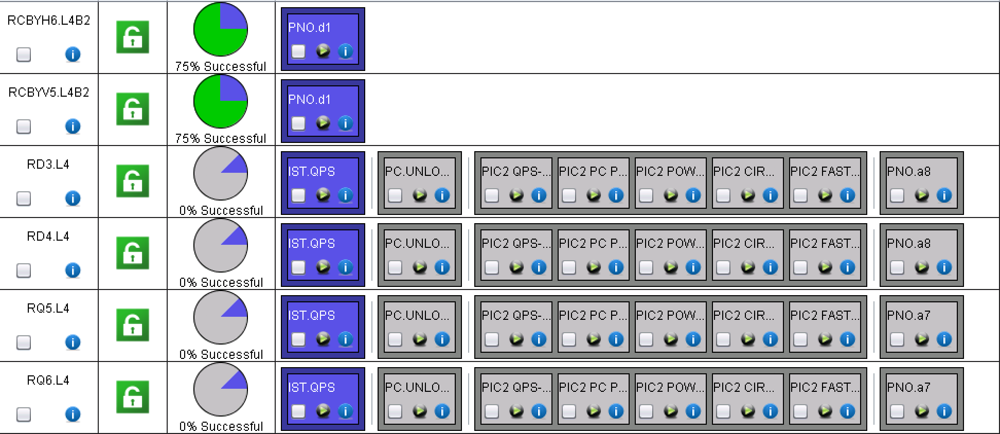 RCBYH6.L4B2
75% Successful
PNO.d1
RCBYV5.L4B2
75% Successful
PNO.d1
RD3.L4
0% Successful
IST.QPS PC.UNLO... PIC2 QPS-... PIC2 PC P... PIC2 POW... PIC2 CIR... PIC2 FAST... PNO.a8
RD4.L4
0% Successful
IST.QPS PC.UNLO... PIC2 QPS-... PIC2 PC P... PIC2 POW... PIC2 CIR... PIC2 FAST... PNO.a8
RQ5.L4
0% Successful
IST.QPS PC.UNLO... PIC2 QPS-... PIC2 PC P... PIC2 POW... PIC2 CIR... PIC2 FAST... PNO.a7
RQ6.L4
0% Successful
IST.QPS PC.UNLO... PIC2 QPS-... PIC2 PC P... PIC2 POW... PIC2 CIR... PIC2 FAST... PNO.a7